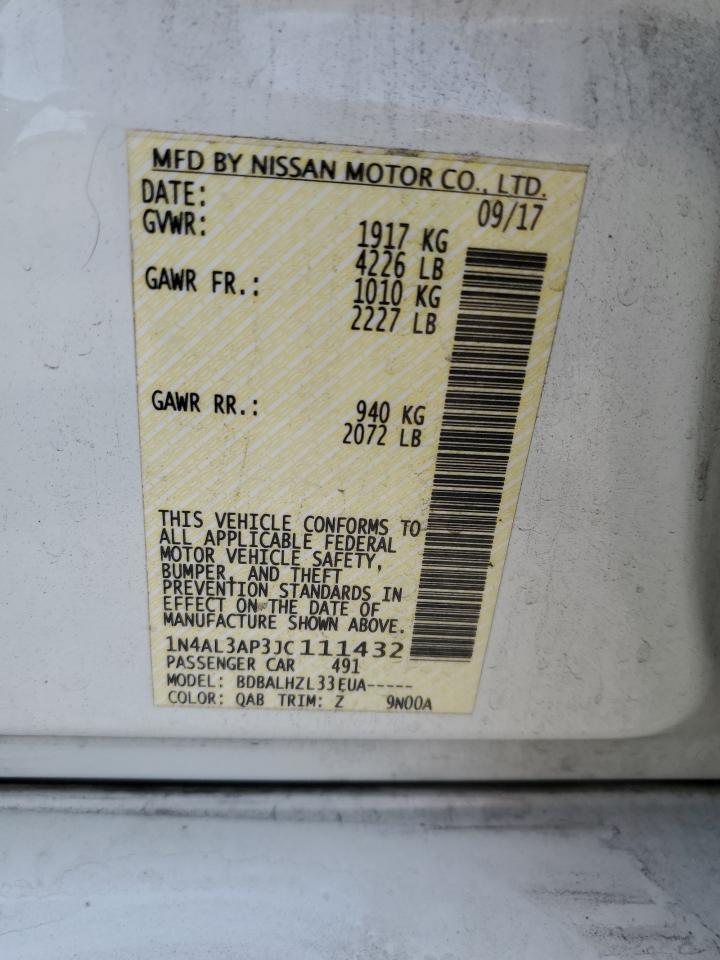 MFD BY NISSAN MOTOR CO., LTD.
DATE: 09/17
GVWR: 1917 KG
4226 LB
GAWR FR.: 1010 KG
2227 LB
GAWR RR.: 940 KG
2072 LB
THIS VEHICLE CONFORMS TO
ALL APPLICABLE FEDERAL
MOTOR VEHICLE SAFETY,
BUMPER, AND THEFT
PREVENTION STANDARDS IN
EFFECT ON THE DATE OF
MANUFACTURE SHOWN ABOVE.
1N4AL3AP3JC111432
PASSENGER CAR 491
MODEL: BDBALHZL33EUA-----
COLOR: QAB TRIM: Z 9N00A